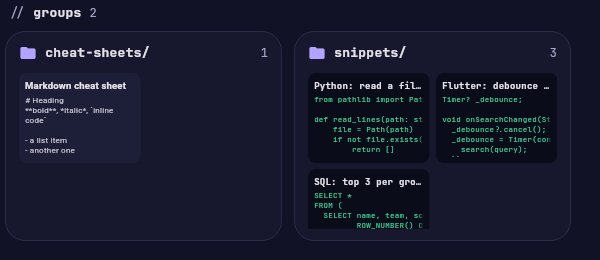 // groups 2
cheat-sheets/ 1
Markdown cheat sheet
# Heading
**bold**, *italic*, `inline
code`
- a list item
- another one
snippets/ 3
Python: read a fil…
from pathlib import Pat
def read_lines(path: st
file = Path(path)
if not file.exists(
return []
Flutter: debounce …
Timer? _debounce;
void onSearchChanged(St
_debounce?.cancel();
_debounce = Timer(con
search(query);
SQL: top 3 per gro…
SELECT *
FROM (
SELECT name, team, sc
ROW_NUMBER() O